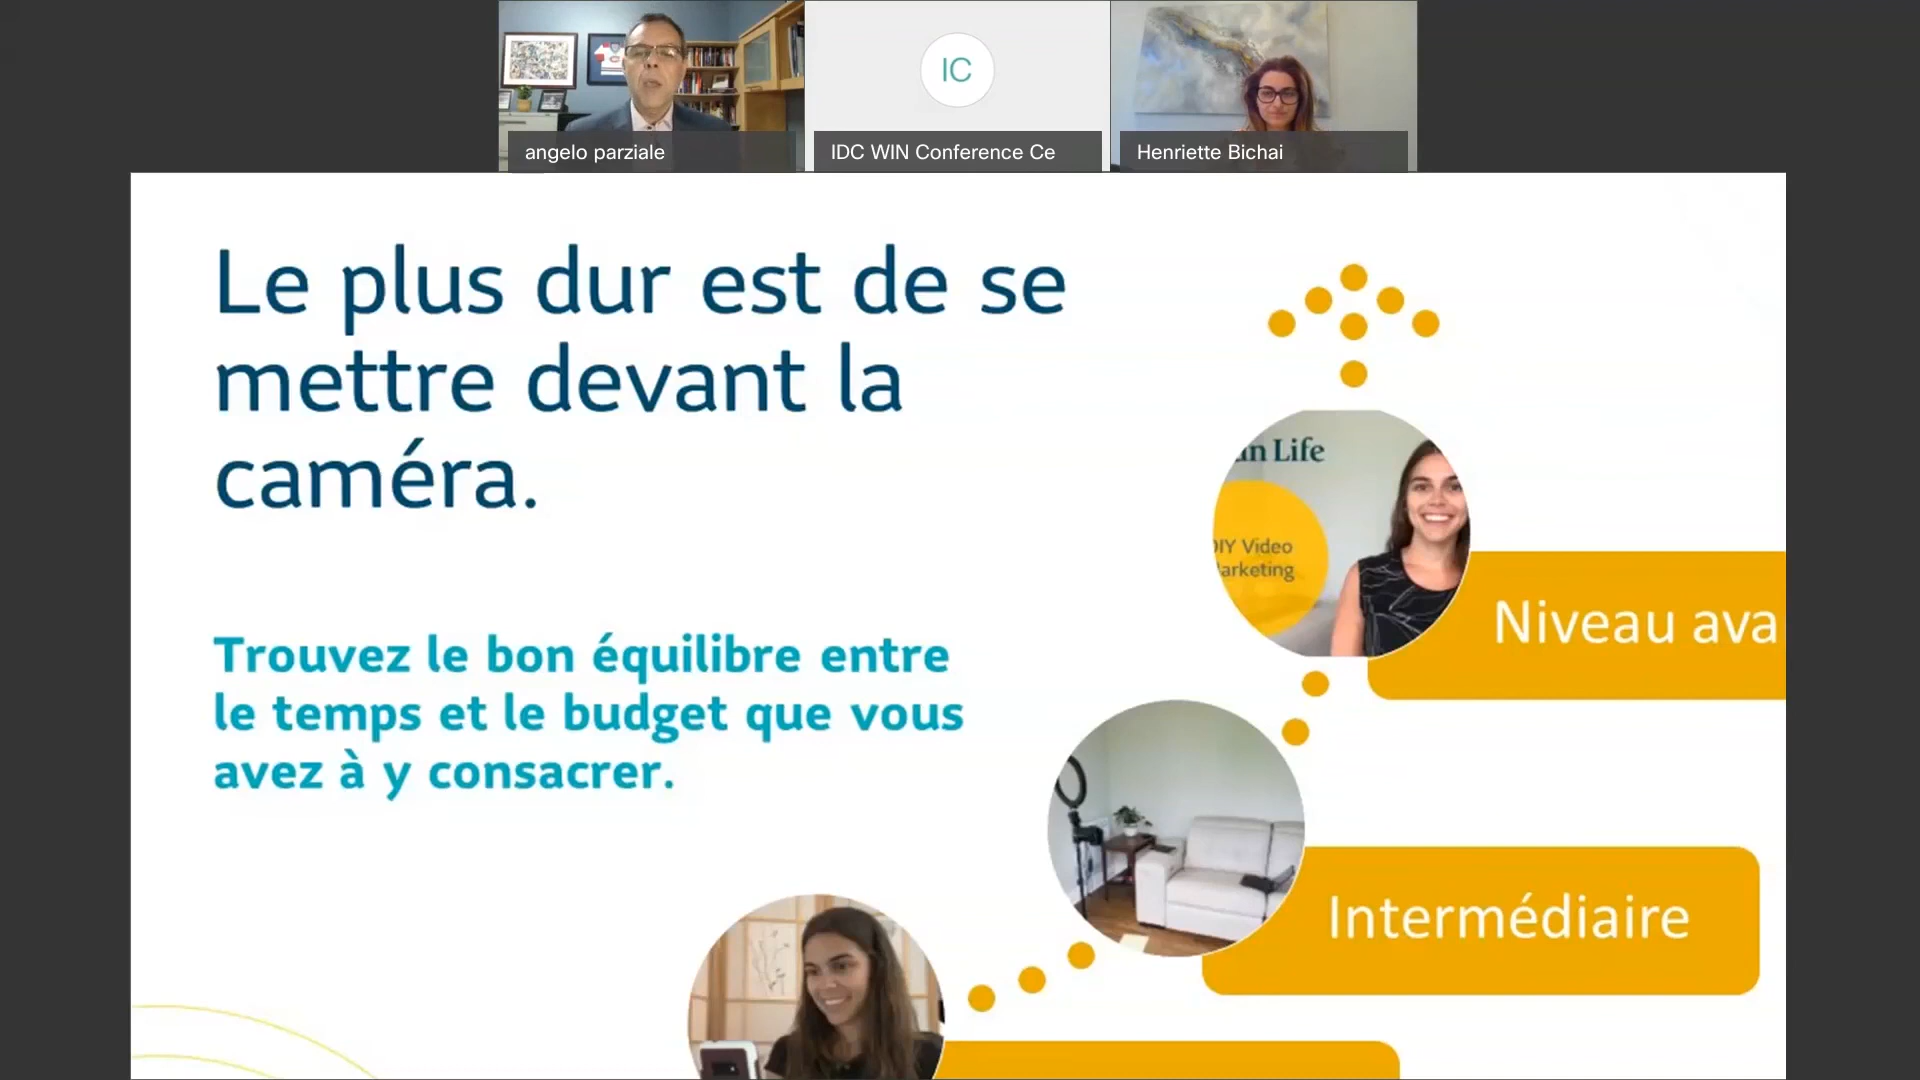 angelo parziale
IC
IDC WIN Conference Ce
Henriette Bichai
Le plus dur est de se
mettre devant la
caméra.
Trouvez le bon équilibre entre
le temps et le budget que vous
avez à y consacrer.
n Life
IY Video
arketing
Niveau ava
Intermédiaire